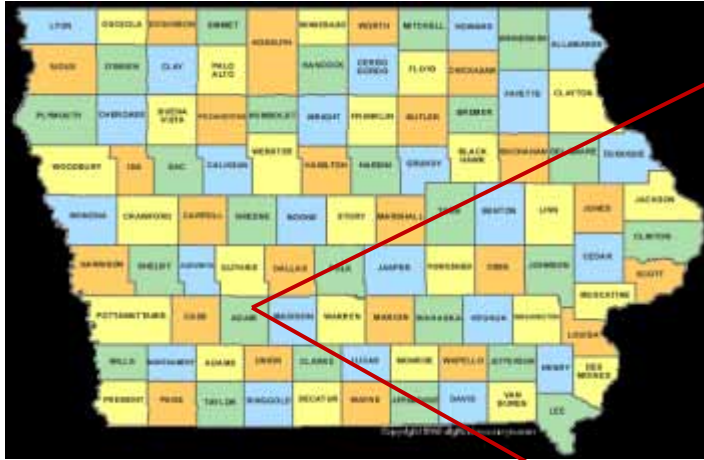 LYON OSCEOLA DICKINSON EMMET WINNEBAGO WORTH MITCHELL HOWARD WINNESHIEK ALLAMAKEE
KOSSUTH
SIOUX O'BRIEN CLAY PALO ALTO HANCOCK CERRO GORDO FLOYD CHICKASAW
FAYETTE CLAYTON
PLYMOUTH CHEROKEE BUENA VISTA POCAHONTAS HUMBOLDT WRIGHT FRANKLIN BUTLER BREMER
WEBSTER BLACK HAWK BUCHANAN DELAWARE DUBUQUE
WOODBURY IDA SAC CALHOUN HAMILTON HARDIN GRUNDY
JACKSON
MONONA CRAWFORD CARROLL GREENE BOONE STORY MARSHALL TAMA BENTON LINN JONES
CLINTON
CEDAR
HARRISON SHELBY AUDUBON GUTHRIE DALLAS POLK JASPER POWESHIEK IOWA JOHNSON SCOTT
MUSCATINE
POTTAWATTAMIE CASS ADAIR MADISON WARREN MARION MAHASKA KEOKUK WASHINGTON
LOUISA
MILLS MONTGOMERY ADAMS UNION CLARKE LUCAS MONROE WAPELLO JEFFERSON HENRY DES MOINES
FREMONT PAGE TAYLOR RINGGOLD DECATUR WAYNE APPANOOSE DAVIS VAN BUREN LEE
Copyright